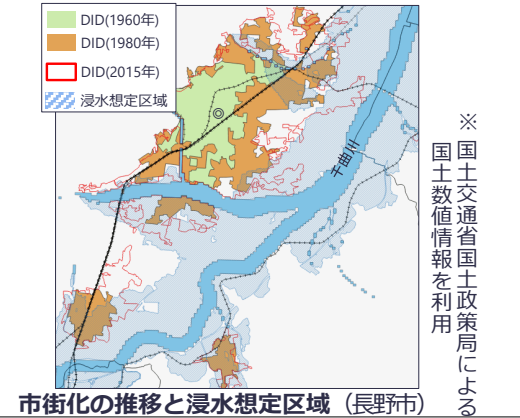 DID(1960年)
DID(1980年)
DID(2015年)
浸水想定区域
千曲川
※国土交通省国土政策局による
国土数値情報を利用
市街化の推移と浸水想定区域（長野市）